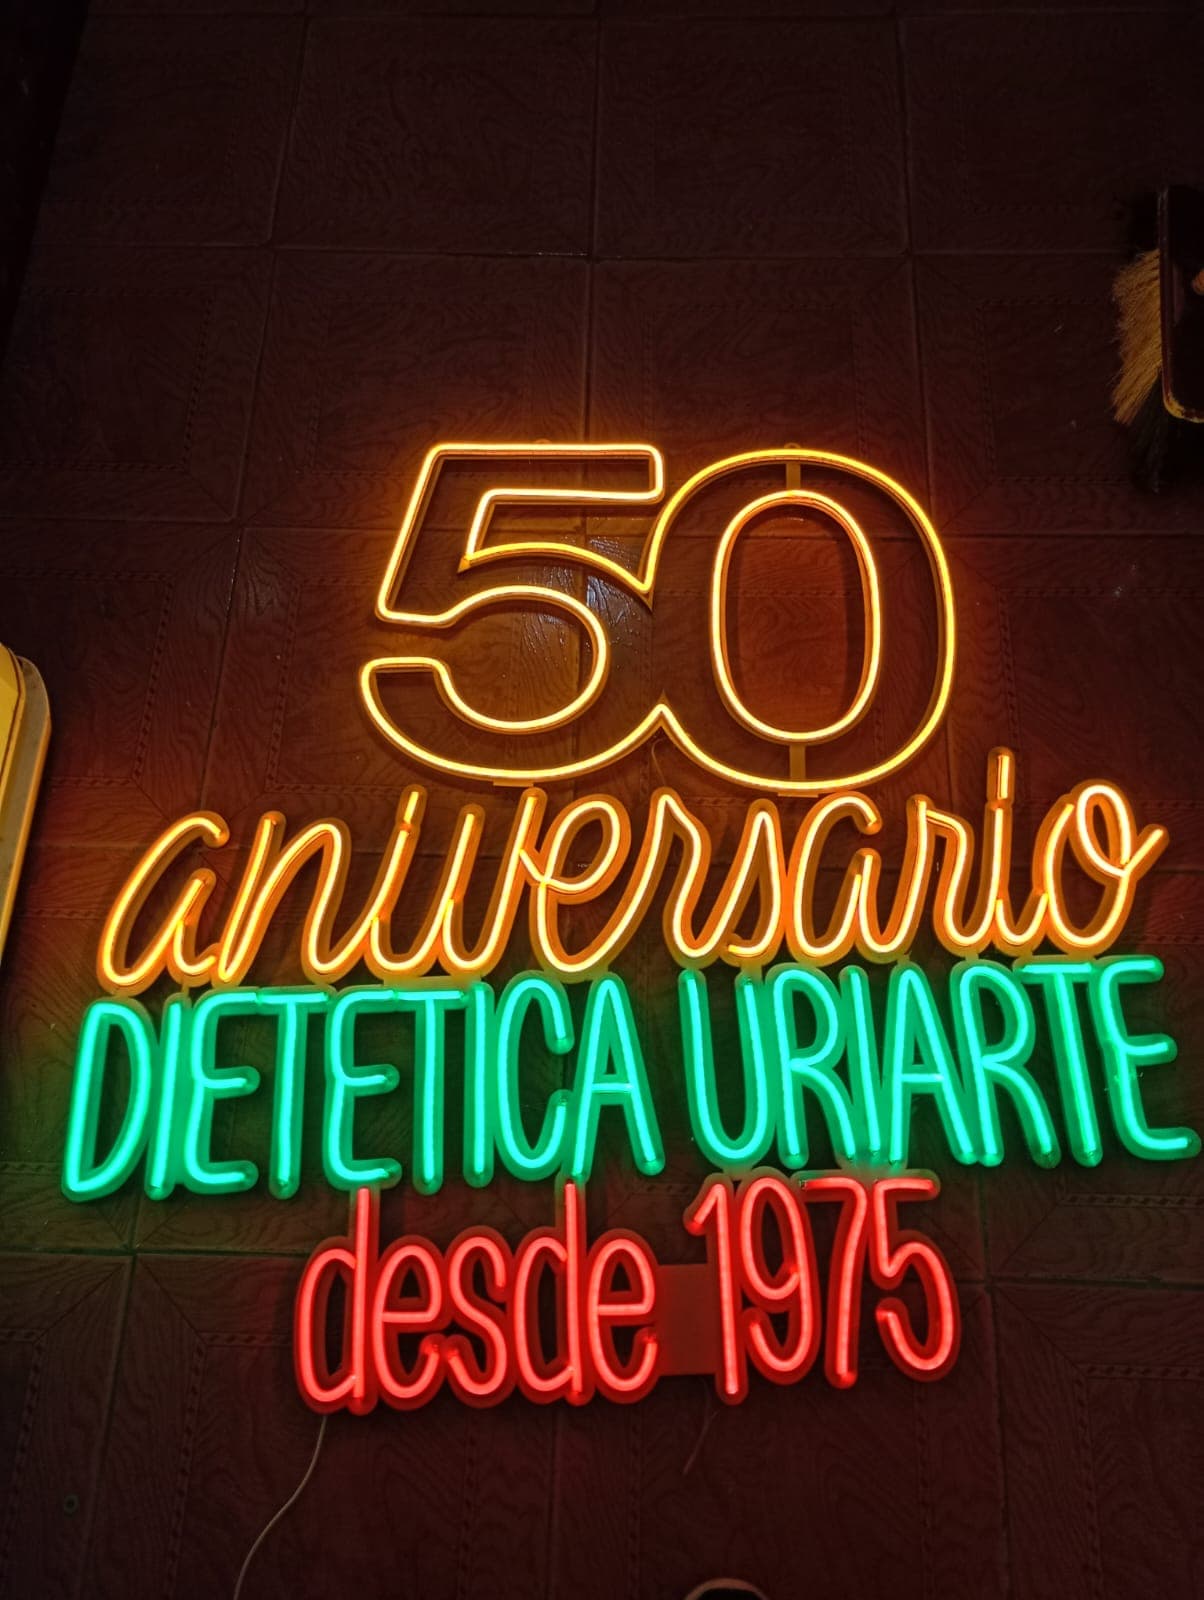 50
aniversario
DIETETICA URIARTE
desde 1975